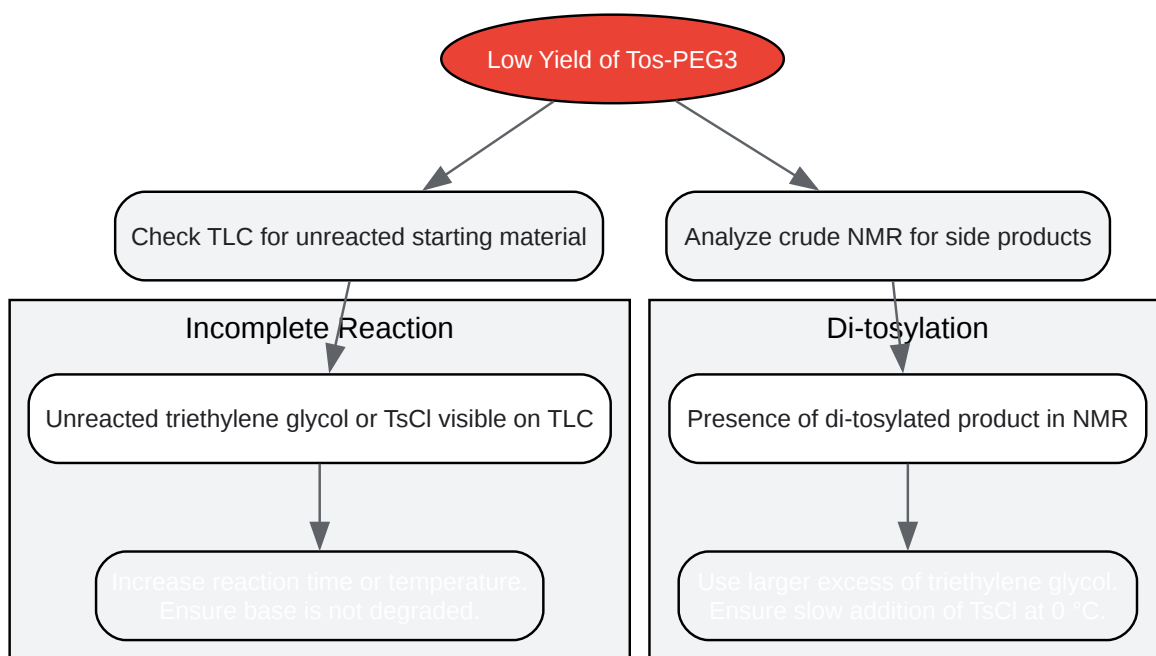 Low Yield of Tos-PEG3
Check TLC for unreacted starting material
Analyze crude NMR for side products
Incomplete Reaction
Di-tosylation
Unreacted triethylene glycol or TsCl visible on TLC
Presence of di-tosylated product in NMR
Increase reaction time or temperature.
Ensure base is not degraded.
Use larger excess of triethylene glycol.
Ensure slow addition of TsCl at 0 °C.